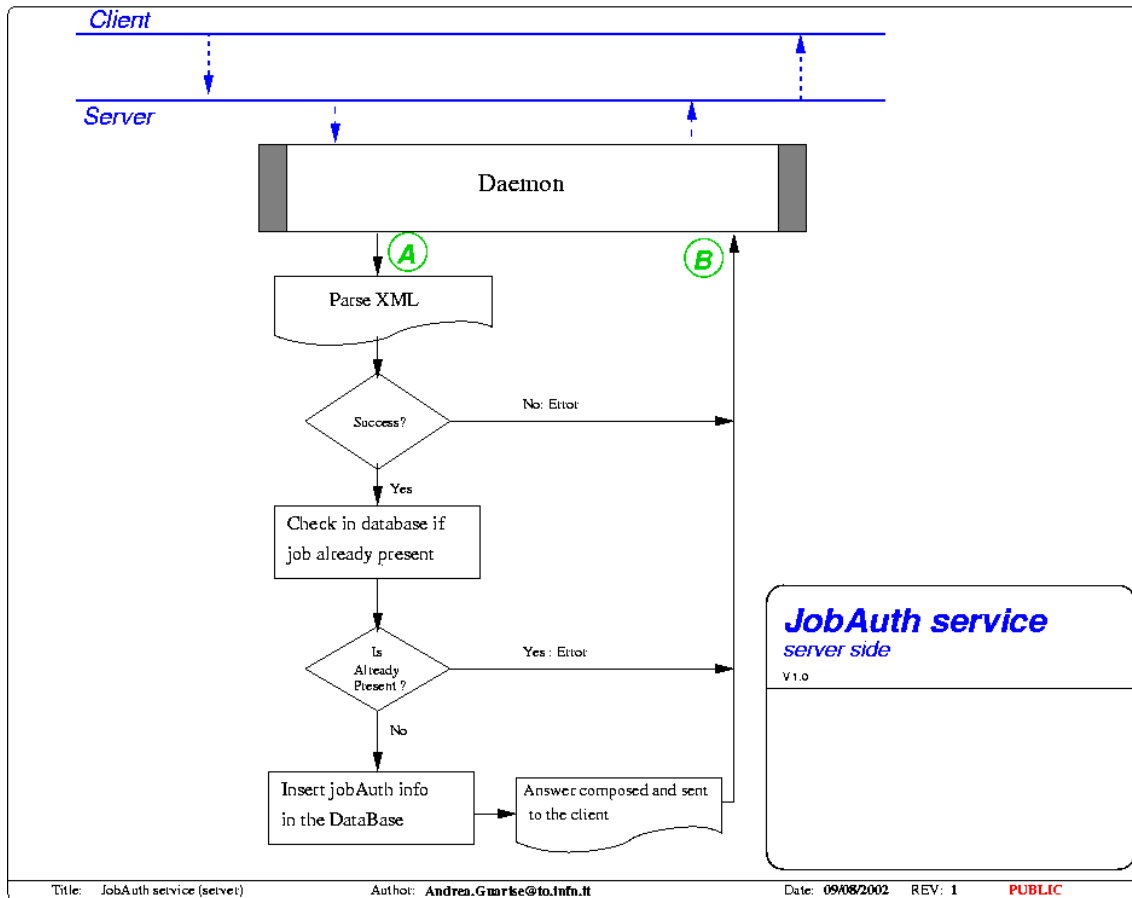 Client
Server
Daemon
A
B
Parse XML
Success?
No: Error
Yes
Check in database if
job already present
Is
Already
Present ?
Yes : Error
No
Insert jobAuth info
in the DataBase
Answer composed and sent
to the client
JobAuth service
server side
V 1.0
Title: JobAuth service (server) Author: Andrea.Guarise@to.infn.it Date: 09/08/2002 REV: 1 PUBLIC